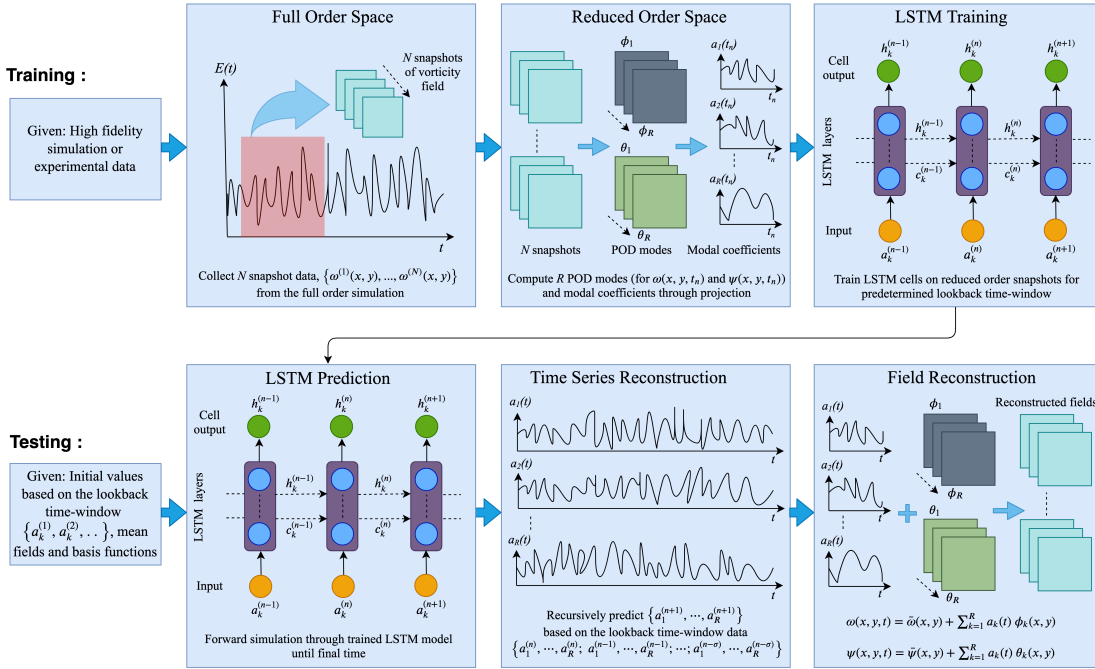 Training :
Given: High fidelity
simulation or
experimental data
Full Order Space
E(t)
N snapshots
of vorticity
field
t
Collect N snapshot data, {ω^(1)(x, y), ..., ω^(N)(x, y)}
from the full order simulation
Reduced Order Space
ϕ_1
ϕ_R
θ_1
θ_R
a_1(t_n)
t_n
a_2(t_n)
t_n
a_R(t_n)
t_n
N snapshots
POD modes
Modal coefficients
Compute R POD modes (for ω(x, y, t_n) and ψ(x, y, t_n))
and modal coefficients through projection
LSTM Training
h_k^(n-1) h_k^(n) h_k^(n+1)
Cell
output
LSTM layers
h_k^(n-1) h_k^(n)
c_k^(n-1) c_k^(n)
Input
a_k^(n-1) a_k^(n) a_k^(n+1)
Train LSTM cells on reduced order snapshots for
predetermined lookback time-window
Testing :
Given: Initial values
based on the lookback
time-window
{a_k^(1), a_k^(2), . . }, mean
fields and basis functions
LSTM Prediction
h_k^(n-1) h_k^(n) h_k^(n+1)
Cell
output
LSTM layers
h_k^(n-1) h_k^(n)
c_k^(n-1) c_k^(n)
Input
a_k^(n-1) a_k^(n) a_k^(n+1)
Forward simulation through trained LSTM model
until final time
Time Series Reconstruction
a_1(t)
t
a_2(t)
t
a_R(t)
t
Recursively predict {a_1^(n+1), ⋯, a_R^(n+1)}
based on the lookback time-window data
{a_1^(n), ⋯, a_R^(n); a_1^(n-1), ⋯, a_R^(n-1); ⋯; a_1^(n-σ), ⋯, a_R^(n-σ)}
Field Reconstruction
a_1(t)
t
a_2(t)
t
a_R(t)
t
ϕ_1
ϕ_R
θ_1
θ_R
Reconstructed fields
ω(x, y, t) = ω̄(x, y) + ∑_{k=1}^R a_k(t) ϕ_k(x, y)
ψ(x, y, t) = ψ̄(x, y) + ∑_{k=1}^R a_k(t) θ_k(x, y)